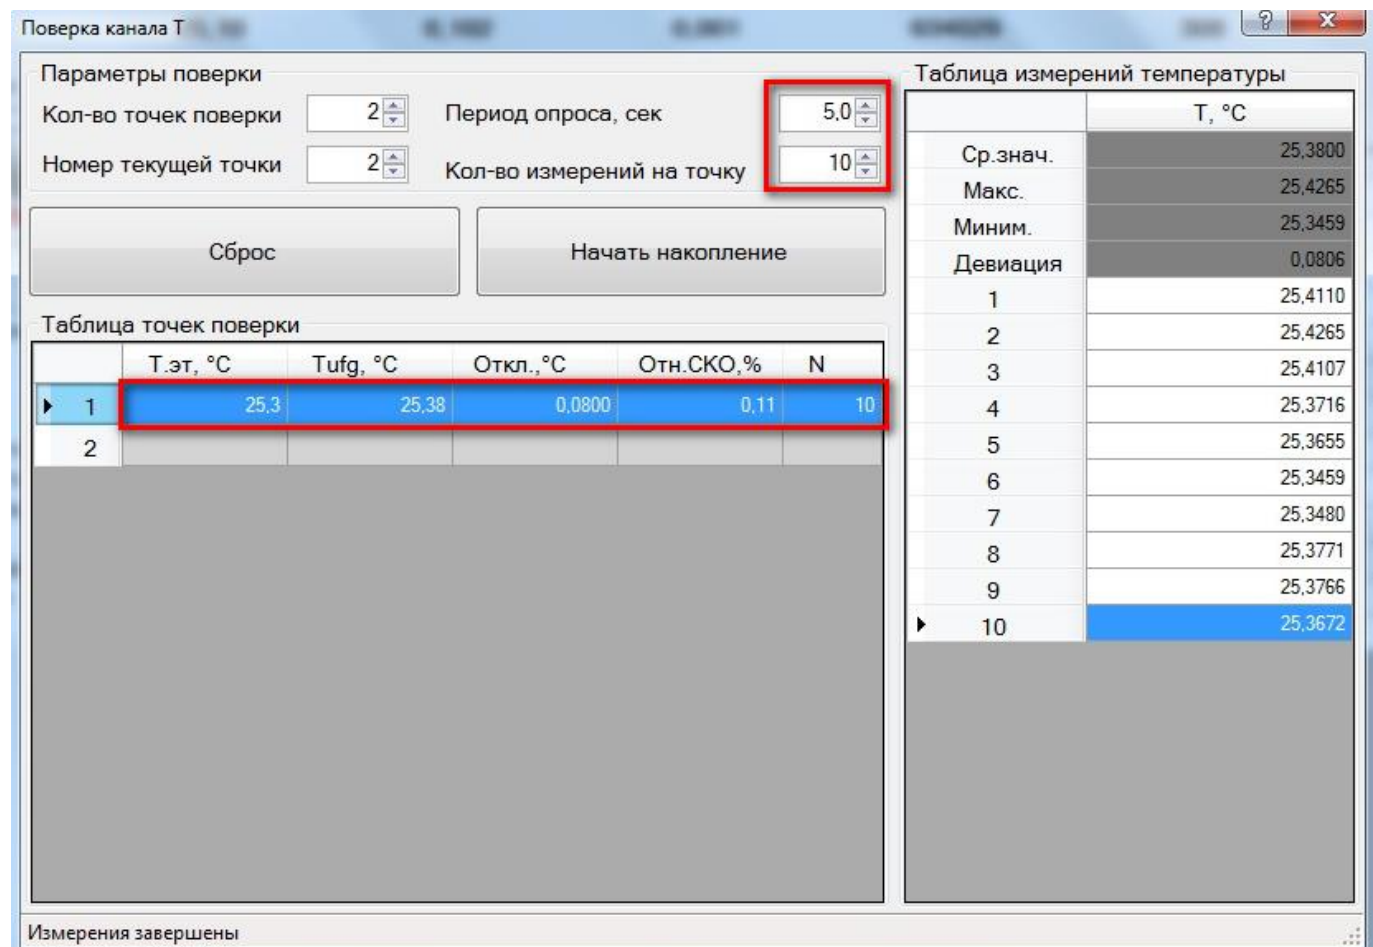 Поверка канала Т
Параметры поверки
Кол-во точек поверки 2 Период опроса, сек 5,0
Номер текущей точки 2 Кол-во измерений на точку 10
Сброс Начать накопление
Таблица точек поверки
Т.эт, °С Tufg, °С Откл.,°С Отн.СКО,% N
1 25,3 25,38 0,0800 0,11 10
2
Таблица измерений температуры
Т, °С
Ср.знач. 25,3800
Макс. 25,4265
Миним. 25,3459
Девиация 0,0806
1 25,4110
2 25,4265
3 25,4107
4 25,3716
5 25,3655
6 25,3459
7 25,3480
8 25,3771
9 25,3766
10 25,3672
Измерения завершены